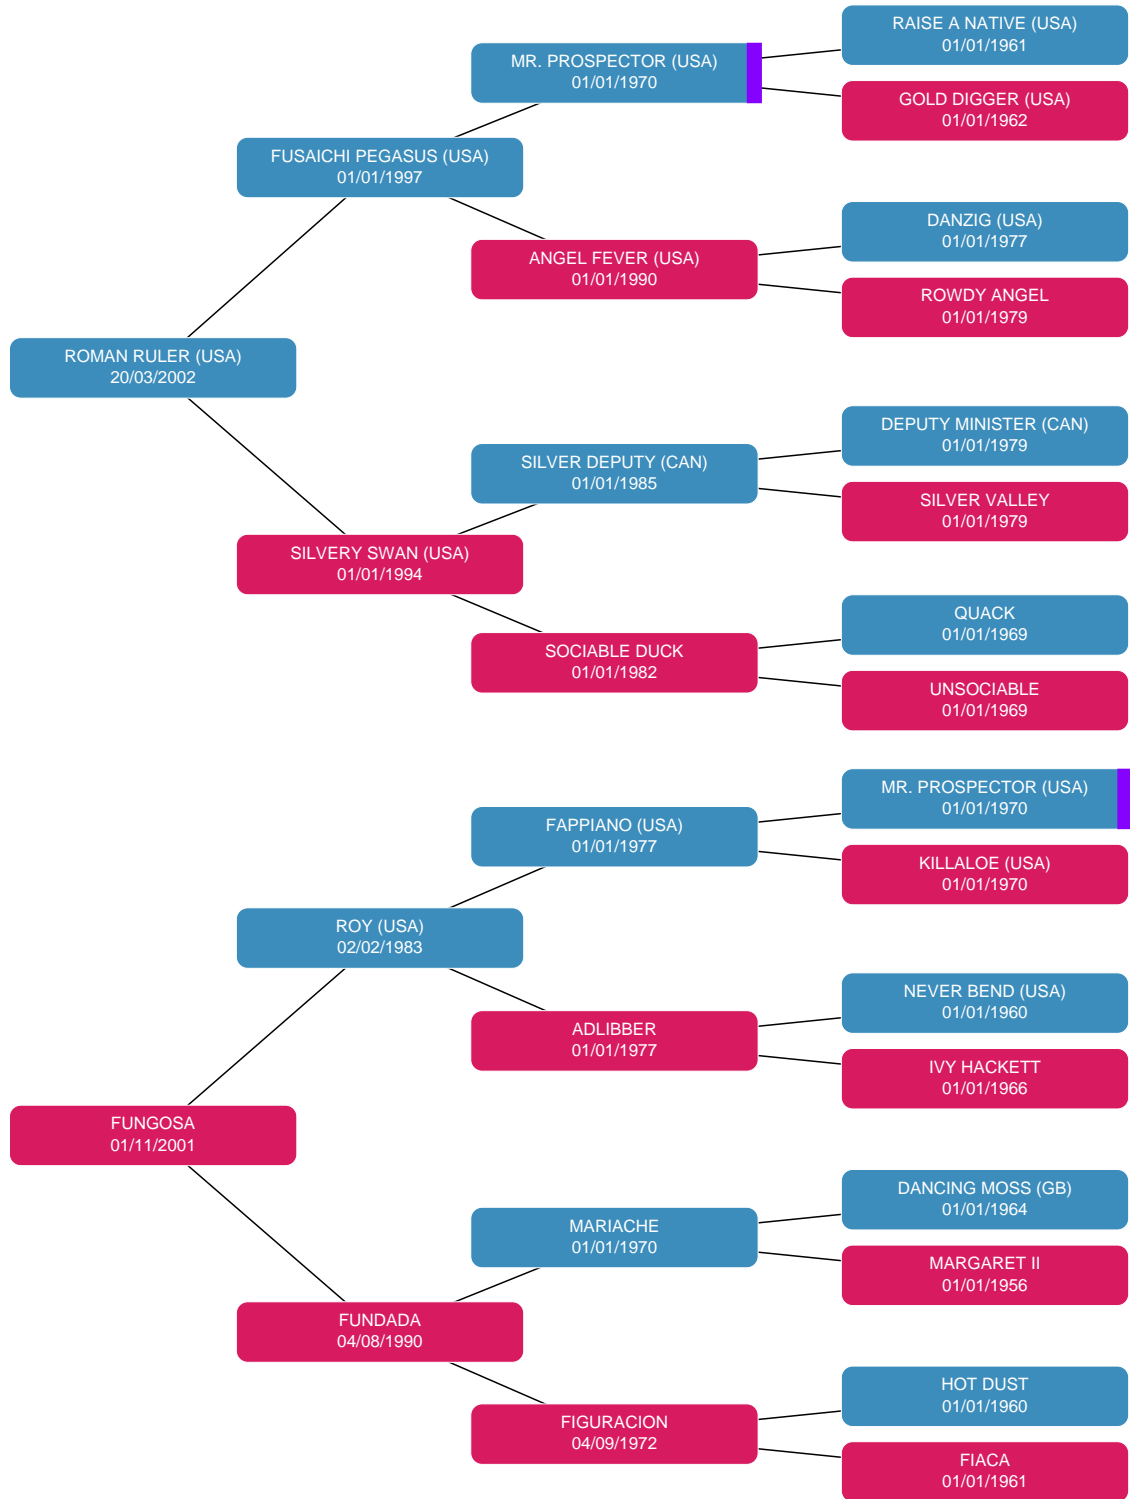 RAISE A NATIVE (USA)
01/01/1961
MR. PROSPECTOR (USA)
01/01/1970
GOLD DIGGER (USA)
01/01/1962
FUSAICHI PEGASUS (USA)
01/01/1997
DANZIG (USA)
01/01/1977
ANGEL FEVER (USA)
01/01/1990
ROWDY ANGEL
01/01/1979
ROMAN RULER (USA)
20/03/2002
DEPUTY MINISTER (CAN)
01/01/1979
SILVER DEPUTY (CAN)
01/01/1985
SILVER VALLEY
01/01/1979
SILVERY SWAN (USA)
01/01/1994
QUACK
01/01/1969
SOCIABLE DUCK
01/01/1982
UNSOCIABLE
01/01/1969
MR. PROSPECTOR (USA)
01/01/1970
FAPPIANO (USA)
01/01/1977
KILLALOE (USA)
01/01/1970
ROY (USA)
02/02/1983
NEVER BEND (USA)
01/01/1960
ADLIBBER
01/01/1977
IVY HACKETT
01/01/1966
FUNGOSA
01/11/2001
DANCING MOSS (GB)
01/01/1964
MARIACHE
01/01/1970
MARGARET II
01/01/1956
FUNDADA
04/08/1990
HOT DUST
01/01/1960
FIGURACION
04/09/1972
FIACA
01/01/1961